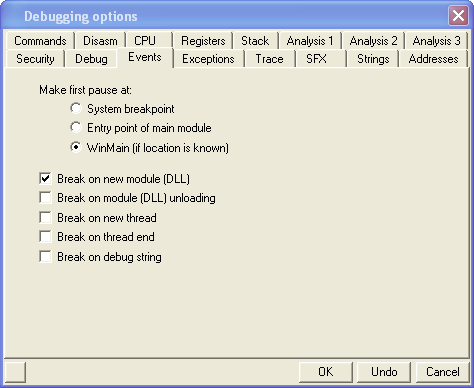 Debugging options
Commands Disasm CPU Registers Stack Analysis 1 Analysis 2 Analysis 3
Security Debug Events Exceptions Trace SFX Strings Addresses
Make first pause at:
System breakpoint
Entry point of main module
WinMain (if location is known)
Break on new module (DLL)
Break on module (DLL) unloading
Break on new thread
Break on thread end
Break on debug string
OK Undo Cancel